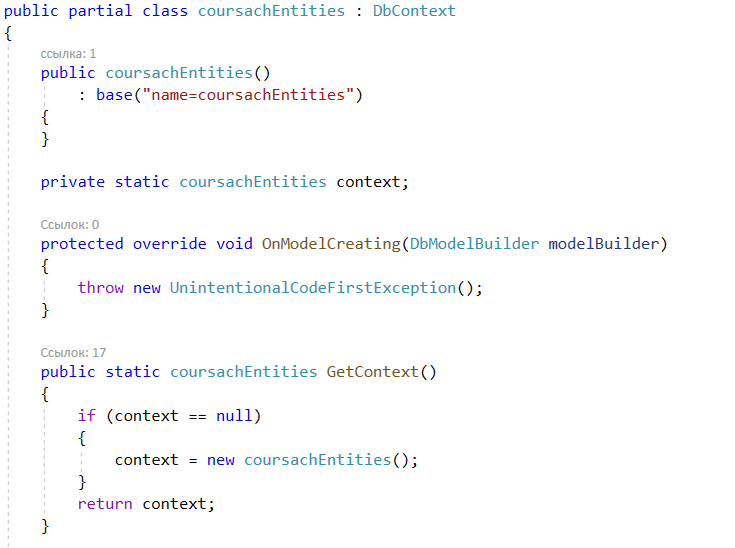 public partial class coursachEntities : DbContext
{
ссылка: 1
public coursachEntities()
: base("name=coursachEntities")
{
}
private static coursachEntities context;
Ссылок: 0
protected override void OnModelCreating(DbModelBuilder modelBuilder)
{
throw new UnintentionalCodeFirstException();
}
Ссылок: 17
public static coursachEntities GetContext()
{
if (context == null)
{
context = new coursachEntities();
}
return context;
}